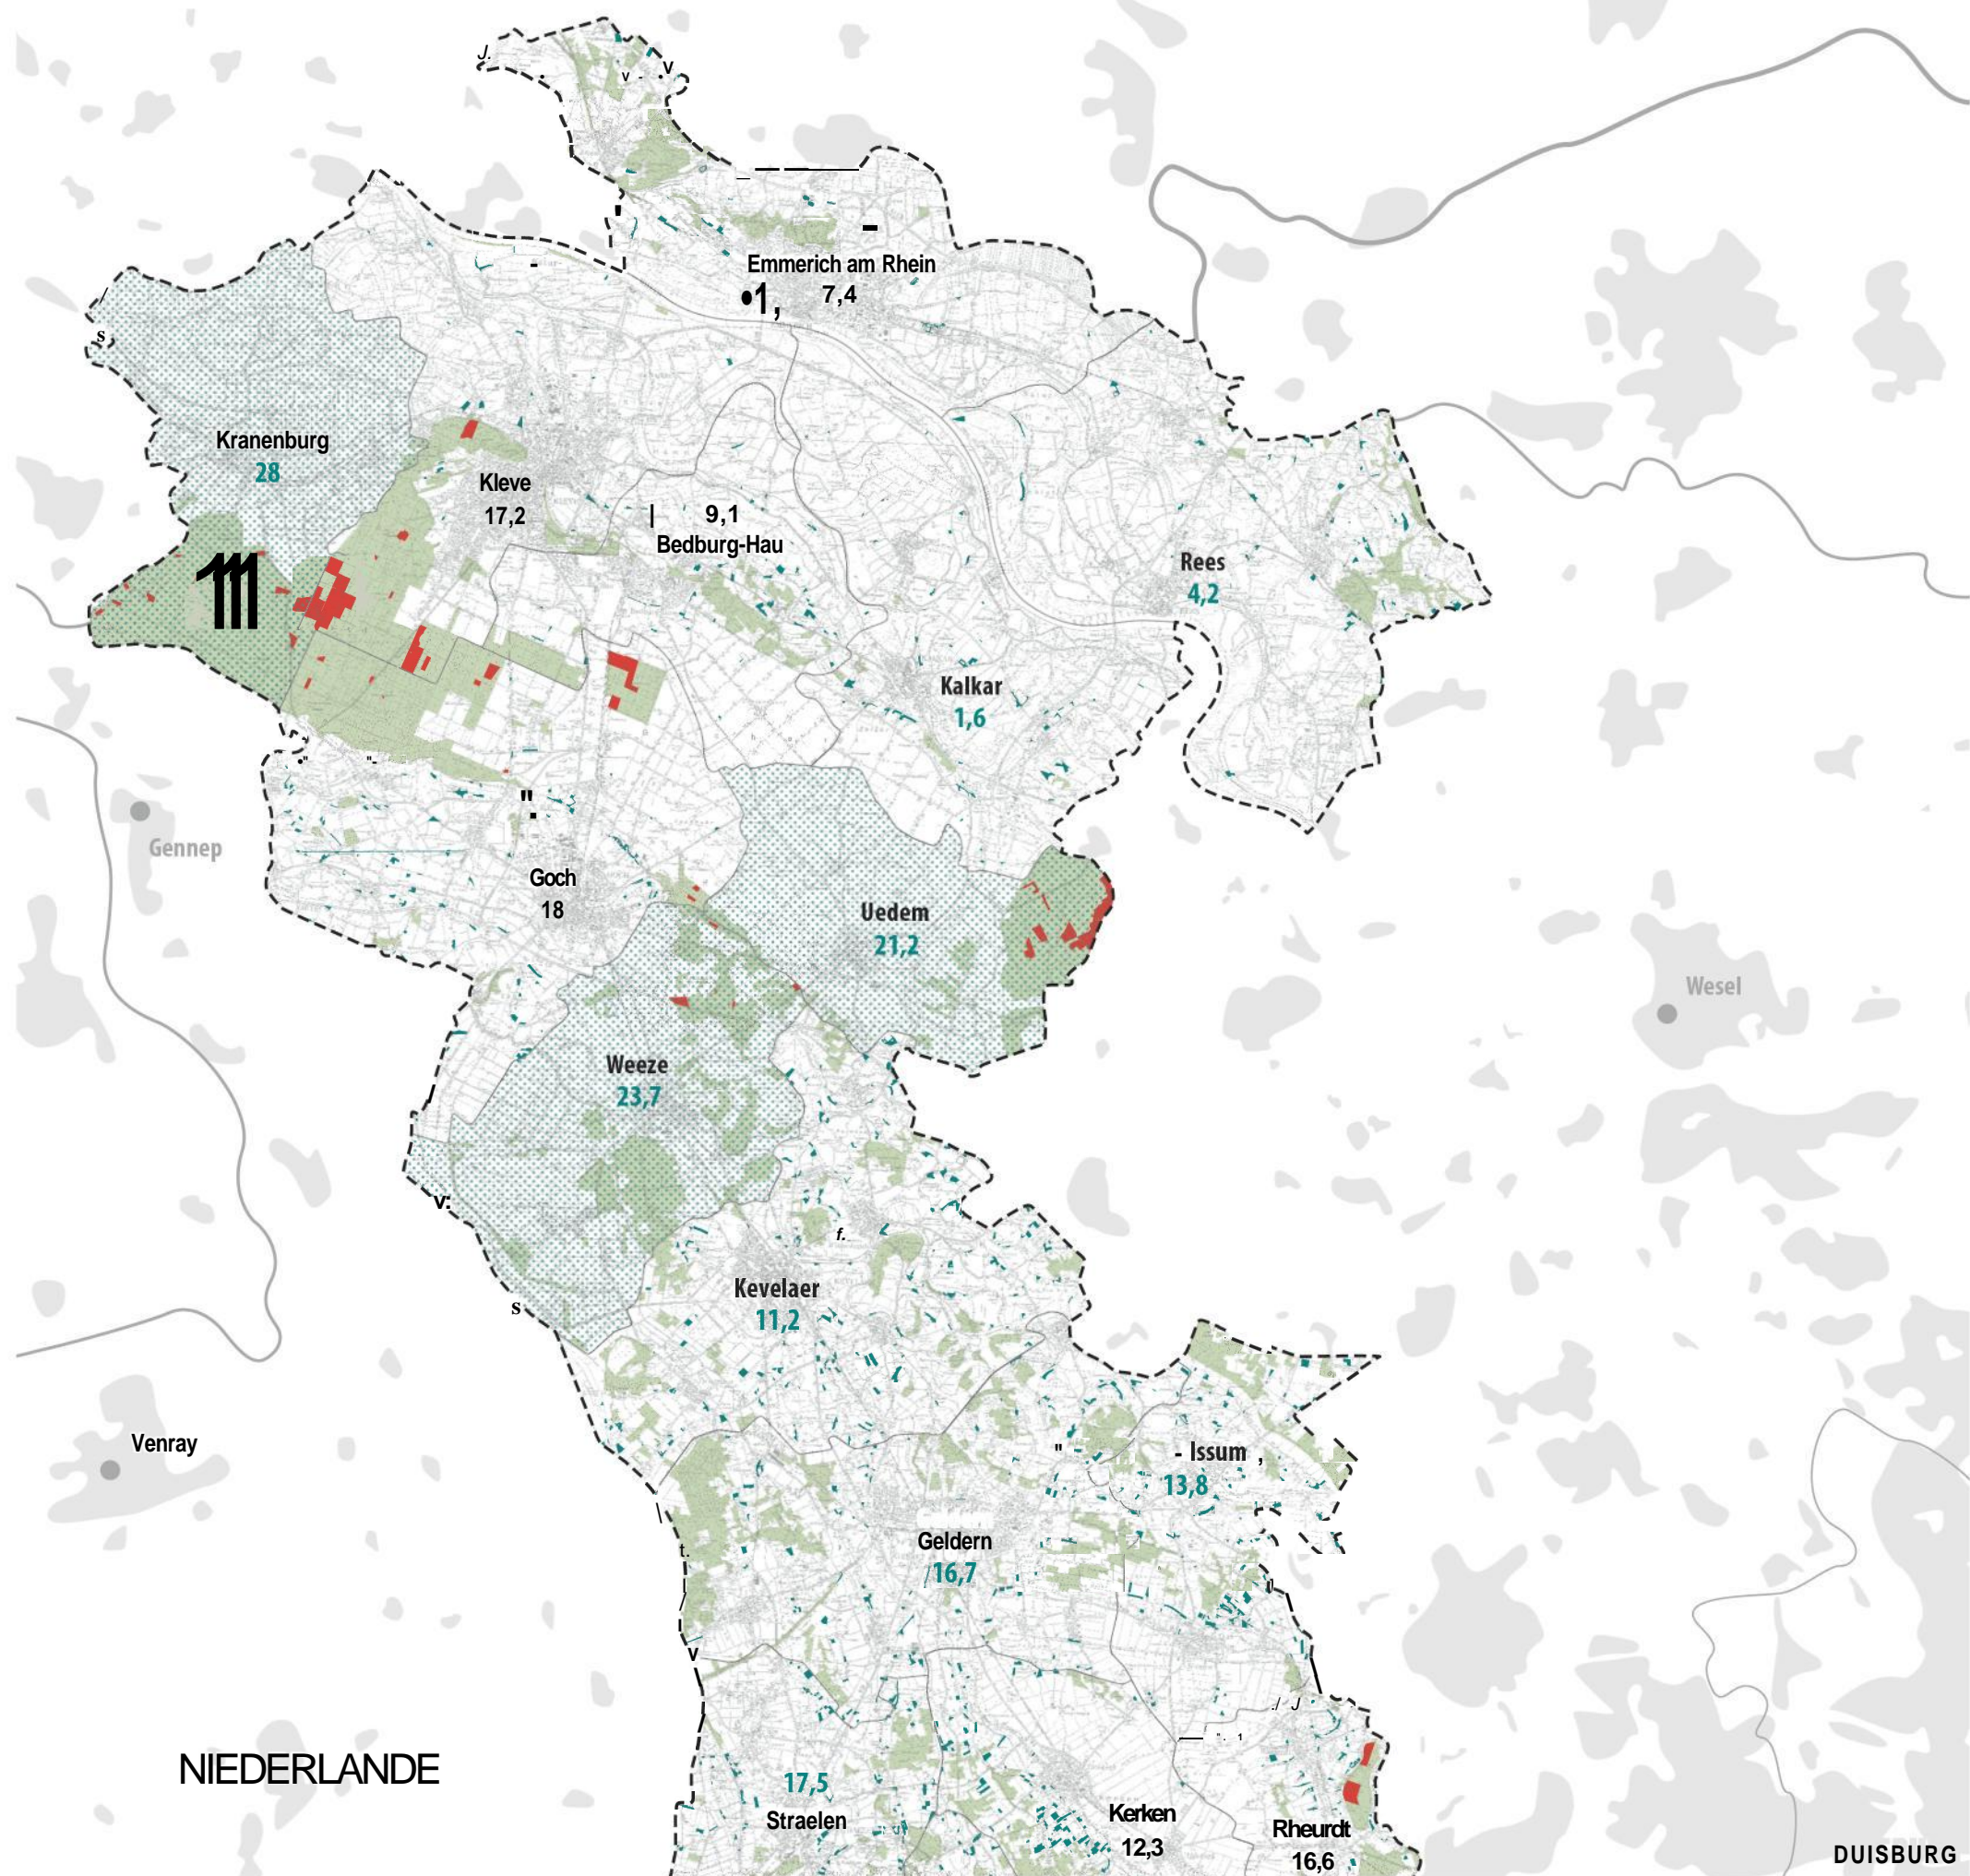 Emmerich am Rhein
7,4
Kranenburg
28
Kleve
17,2
9,1
Bedburg-Hau
Rees
4,2
Kalkar
1,6
Gennep
Goch
18
Uedem
21,2
Wesel
Weeze
23,7
Kevelaer
11,2
Venray
- Issum ,
13,8
Geldern
16,7
NIEDERLANDE
17,5
Straelen
Kerken
12,3
Rheurdt
16,6
DUISBURG